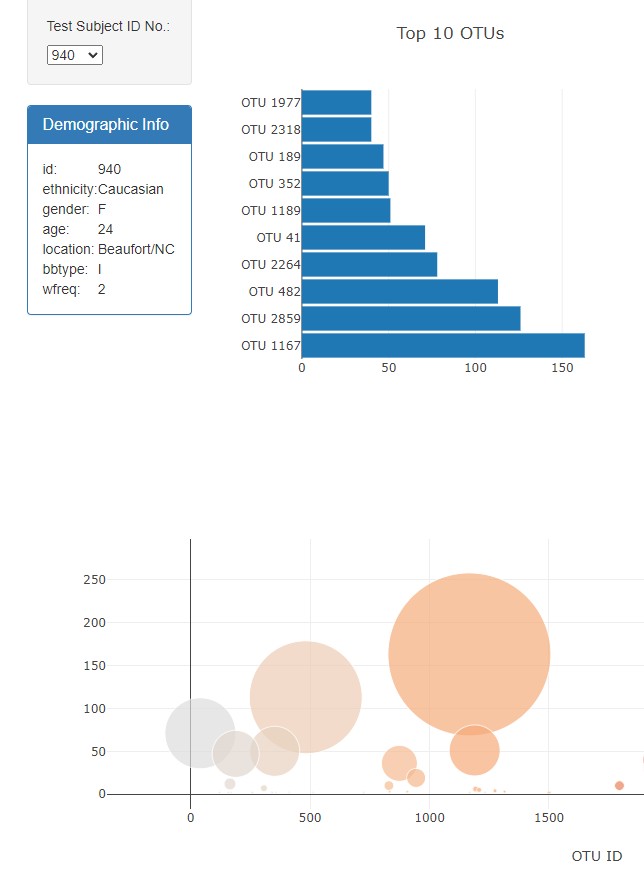 Test Subject ID No.:
940
Demographic Info
id: 940
ethnicity:Caucasian
gender: F
age: 24
location: Beaufort/NC
bbtype: I
wfreq: 2
Top 10 OTUs
OTU 1977
OTU 2318
OTU 189
OTU 352
OTU 1189
OTU 41
OTU 2264
OTU 482
OTU 2859
OTU 1167
0 50 100 150
250
200
150
100
50
0
0 500 1000 1500
OTU ID